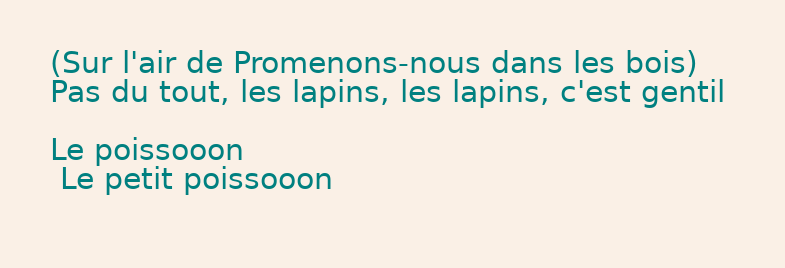 (Sur l'air de Promenons-nous dans les bois)
Pas du tout, les lapins, les lapins, c'est gentil

Le poissooon
Le petit poissooon